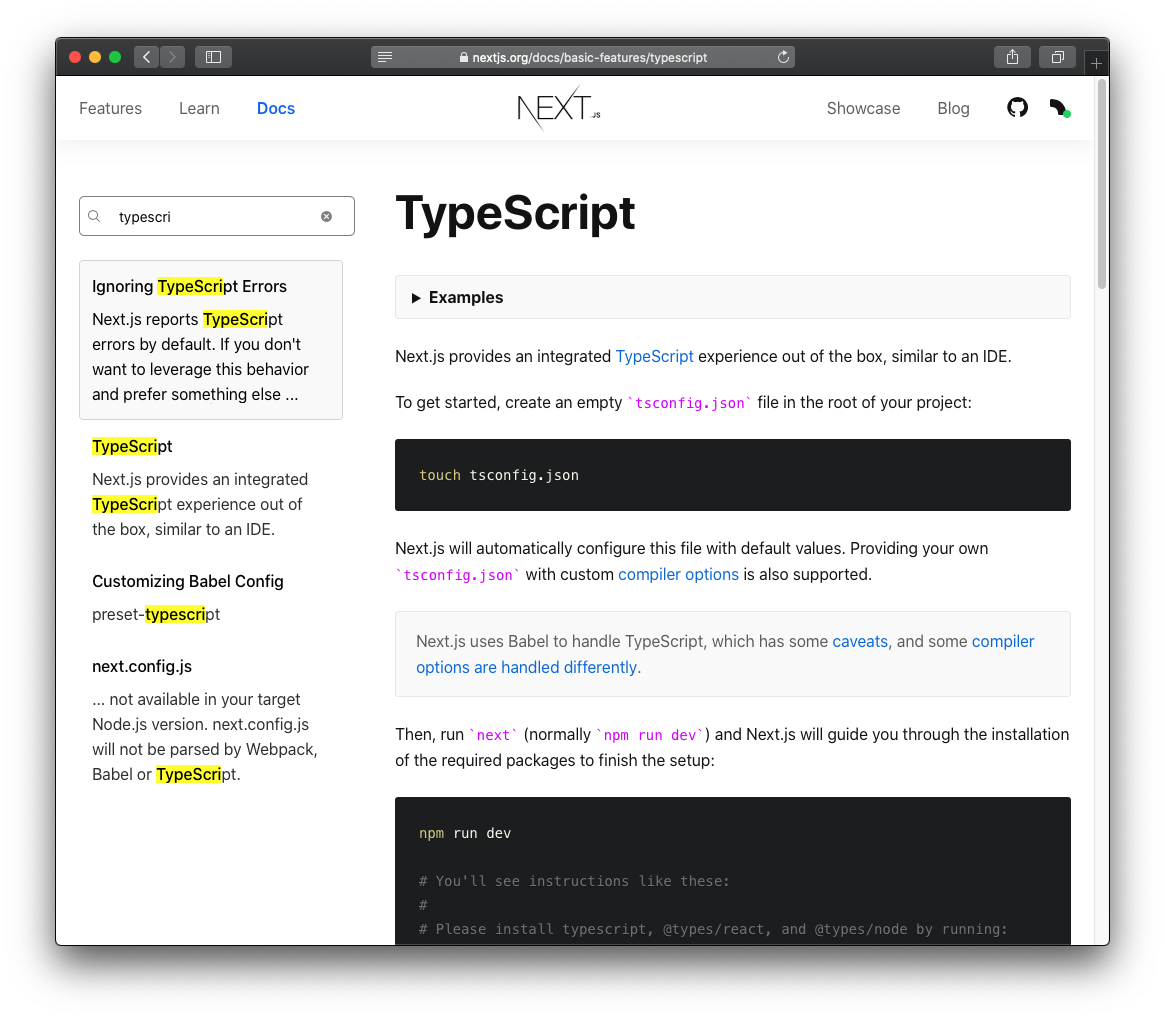 nextjs.org/docs/basic-features/typescript
Features Learn Docs NEXT.JS Showcase Blog
typescri
Ignoring TypeScript Errors
Next.js reports TypeScript
errors by default. If you don't
want to leverage this behavior
and prefer something else ...
TypeScript
Next.js provides an integrated
TypeScript experience out of
the box, similar to an IDE.
Customizing Babel Config
preset-typescript
next.config.js
... not available in your target
Node.js version. next.config.js
will not be parsed by Webpack,
Babel or TypeScript.
TypeScript
Examples
Next.js provides an integrated TypeScript experience out of the box, similar to an IDE.
To get started, create an empty `tsconfig.json` file in the root of your project:
touch tsconfig.json
Next.js will automatically configure this file with default values. Providing your own
`tsconfig.json` with custom compiler options is also supported.
Next.js uses Babel to handle TypeScript, which has some caveats, and some compiler
options are handled differently.
Then, run `next` (normally `npm run dev`) and Next.js will guide you through the installation
of the required packages to finish the setup:
npm run dev
# You'll see instructions like these:
#
# Please install typescript, @types/react, and @types/node by running: